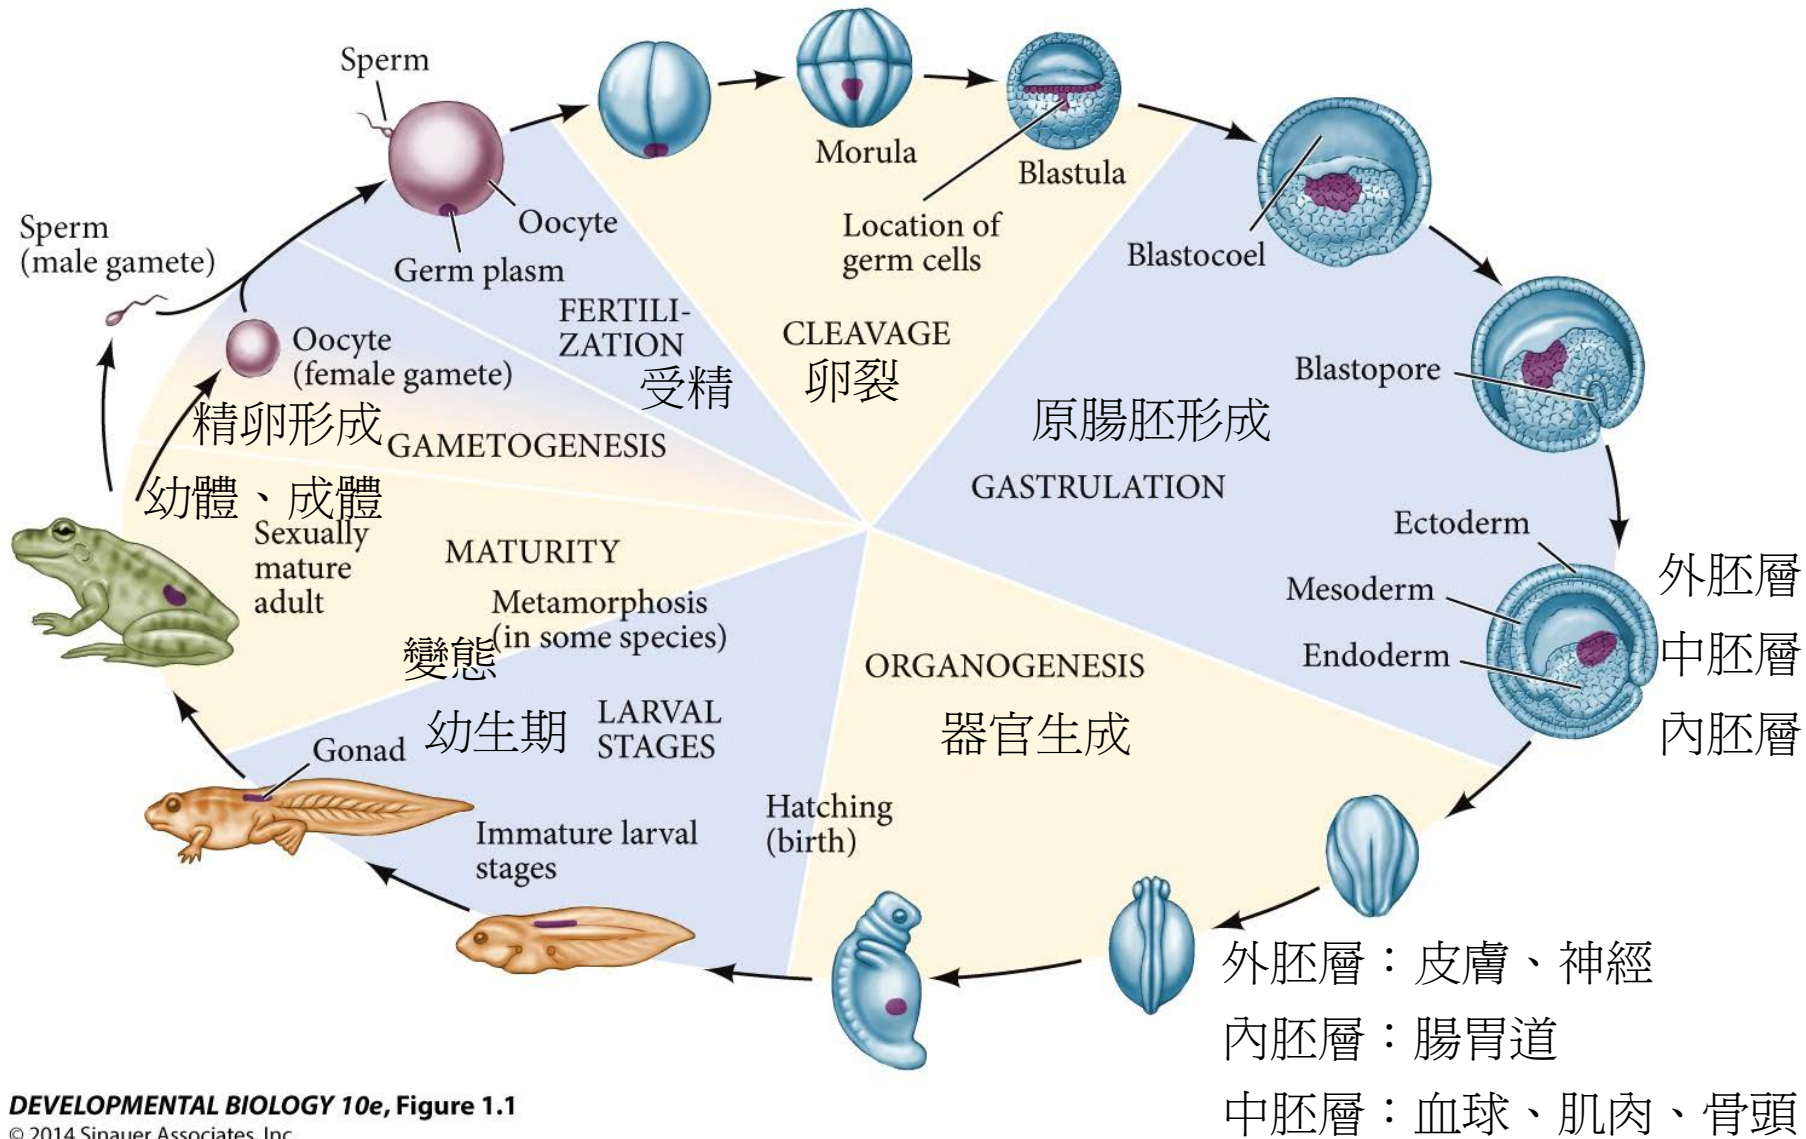 Sperm
Morula
Blastula
Sperm
(male gamete)
Oocyte
Germ plasm
Location of
germ cells
Blastocoel
FERTILI-
ZATION
受精
CLEAVAGE
卵裂
Oocyte
(female gamete)
Blastopore
精卵形成
GAMETOGENESIS
原腸胚形成
GASTRULATION
幼體、成體
Sexually
mature
adult
MATURITY
Metamorphosis
(in some species)
變態
Ectoderm
Mesoderm
Endoderm
外胚層
中胚層
內胚層
ORGANOGENESIS
器官生成
幼生期
LARVAL
STAGES
Gonad
Immature larval
stages
Hatching
(birth)
外胚層：皮膚、神經
內胚層：腸胃道
中胚層：血球、肌肉、骨頭
DEVELOPMENTAL BIOLOGY 10e, Figure 1.1
© 2014 Sinauer Associates, Inc.